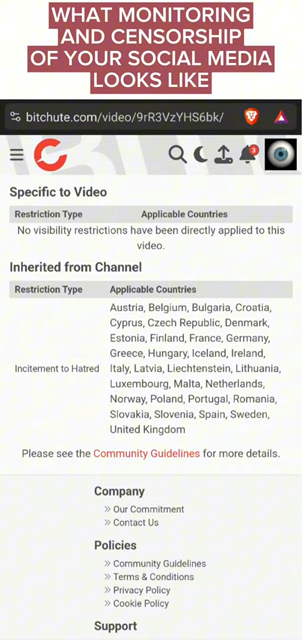 WHAT MONITORING
AND CENSORSHIP
OF YOUR SOCIAL MEDIA
LOOKS LIKE
bitchute.com/video/9rR3VzYHS6bk/
3
Specific to Video
Restriction Type Applicable Countries
No visibility restrictions have been directly applied to this
video.
Inherited from Channel
Restriction Type Applicable Countries
Incitement to Hatred
Austria, Belgium, Bulgaria, Croatia,
Cyprus, Czech Republic, Denmark,
Estonia, Finland, France, Germany,
Greece, Hungary, Iceland, Ireland,
Italy, Latvia, Liechtenstein, Lithuania,
Luxembourg, Malta, Netherlands,
Norway, Poland, Portugal, Romania,
Slovakia, Slovenia, Spain, Sweden,
United Kingdom
Please see the Community Guidelines for more details.
Company
» Our Commitment
» Contact Us
Policies
» Community Guidelines
» Terms & Conditions
» Privacy Policy
» Cookie Policy
Support